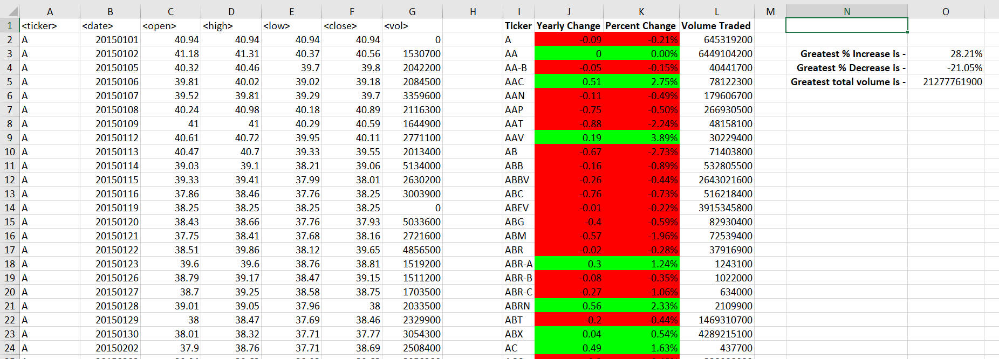 A B C D E F G H I J K L M N O
1 <ticker> <date> <open> <high> <low> <close> <vol> Ticker Yearly Change Percent Change Volume Traded
2 A 20150101 40.94 40.94 40.94 40.94 0 A -0.09 -0.21% 645319200
3 A 20150102 41.18 41.31 40.37 40.56 1530700 AA 0 0.00% 6449104200 Greatest % Increase is - 28.21%
4 A 20150105 40.32 40.46 39.7 39.8 2042200 AA-B -0.05 -0.15% 40441700 Greatest % Decrease is - -21.05%
5 A 20150106 39.81 40.02 39.02 39.18 2084500 AAC 0.51 2.75% 78122300 Greatest total volume is - 21277761900
6 A 20150107 39.52 39.81 39.29 39.7 3359600 AAN -0.11 -0.49% 179606700
7 A 20150108 40.24 40.98 40.18 40.89 2116300 AAP -0.75 -0.50% 266930500
8 A 20150109 41 41 40.29 40.59 1644900 AAT -0.88 -2.24% 48158100
9 A 20150112 40.61 40.72 39.95 40.11 2771100 AAV 0.19 3.89% 30229400
10 A 20150113 40.47 40.7 39.33 39.55 2013400 AB -0.67 -2.73% 71403800
11 A 20150114 39.03 39.1 38.21 39.06 5134000 ABB -0.16 -0.89% 532805500
12 A 20150115 39.33 39.41 37.99 38.01 2630200 ABBV -0.26 -0.44% 2643021600
13 A 20150116 37.86 38.46 37.76 38.25 3003900 ABC -0.76 -0.73% 516218400
14 A 20150119 38.25 38.25 38.25 38.25 0 ABEV -0.01 -0.22% 3915345800
15 A 20150120 38.43 38.66 37.76 37.93 5033600 ABG -0.4 -0.59% 82930400
16 A 20150121 37.75 38.41 37.68 38.16 2721600 ABM -0.57 -1.96% 72539400
17 A 20150122 38.51 39.86 38.12 39.65 4856500 ABR -0.02 -0.28% 37916900
18 A 20150123 39.6 39.6 38.76 38.81 1519200 ABR-A 0.3 1.24% 1243100
19 A 20150126 38.79 39.17 38.47 39.15 1511200 ABR-B -0.08 -0.35% 1022000
20 A 20150127 38.7 39.25 38.58 38.75 1703500 ABR-C -0.27 -1.06% 634000
21 A 20150128 39.01 39.05 37.96 38 2033500 ABRN 0.56 2.33% 2109900
22 A 20150129 38 38.47 37.69 38.46 2329900 ABT -0.2 -0.44% 1469310700
23 A 20150130 38.01 38.32 37.71 37.77 3054300 ABX 0.04 0.54% 4289215100
24 A 20150202 37.9 38.76 37.71 38.69 2508400 AC 0.49 1.63% 437700